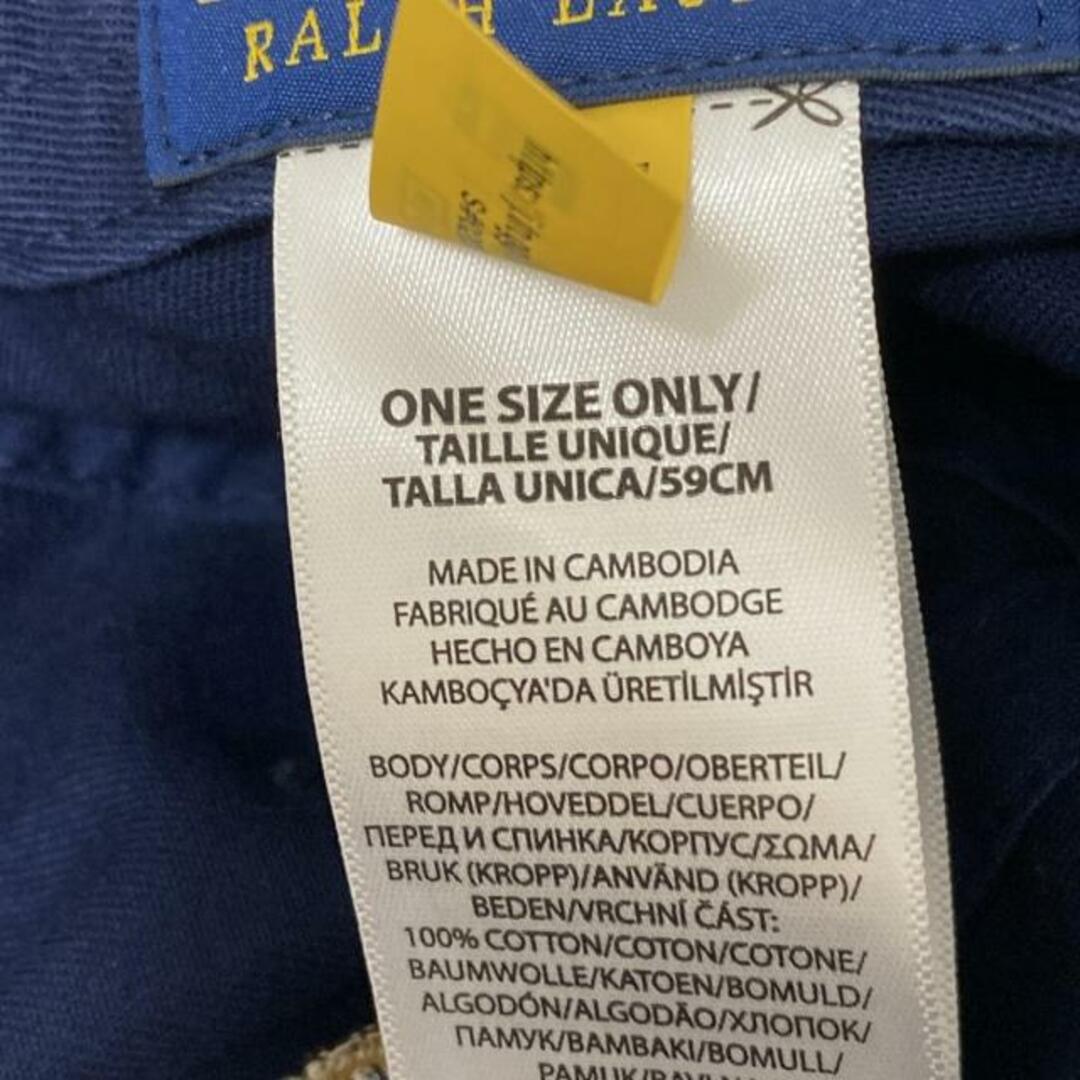 RALPH
ONE SIZE ONLY/
TAILLE UNIQUE/
TALLA UNICA/59CM
MADE IN CAMBODIA
FABRIQUÉ AU CAMBODGE
HECHO EN CAMBOYA
KAMBOÇYA'DA ÜRETİLMİŞTİR
BODY/CORPS/CORPO/OBERTEIL/
ROMP/HOVEDDEL/CUERPO/
ПЕРЕД И СПИНКА/КОРПУС/ΣΩΜΑ/
BRUK (KROPP)/ANVÄND (KROPP)/
BEDEN/VRCHNÍ ČÁST:
100% COTTON/COTON/COTONE/
BAUMWOLLE/KATOEN/BOMULD/
ALGODÓN/ALGODÃO/ХЛОПОК/
ПАМУК/BAMBAKI/BOMULL/